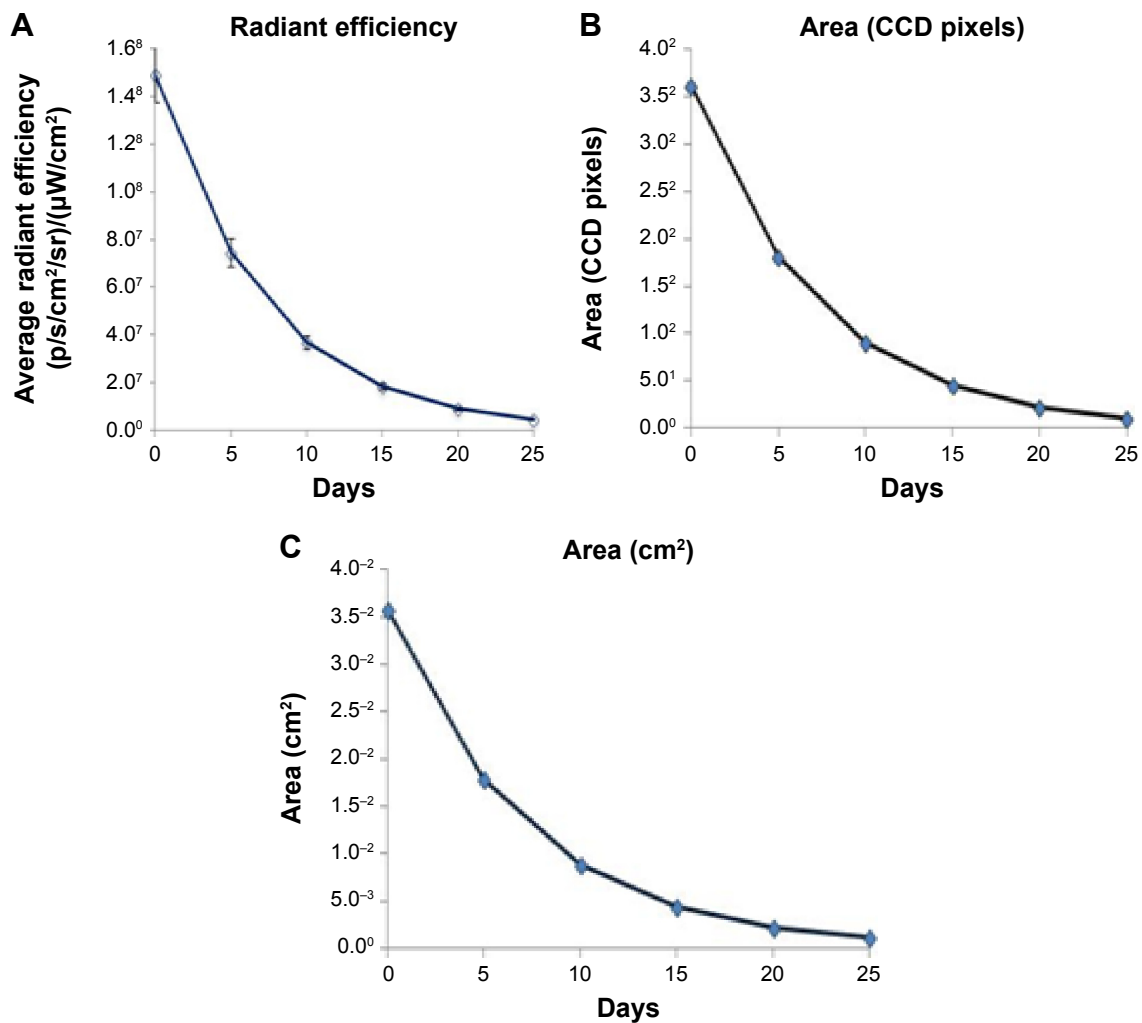 A
Radiant efficiency
Average radiant efficiency
(p/s/cm²/sr)/(μW/cm²)
1.6⁸
1.4⁸
1.2⁸
1.0⁸
8.0⁷
6.0⁷
4.0⁷
2.0⁷
0.0⁰
0 5 10 15 20 25
Days
B
Area (CCD pixels)
Area (CCD pixels)
4.0²
3.5²
3.0²
2.5²
2.0²
1.5²
1.0²
5.0¹
0.0⁰
0 5 10 15 20 25
Days
C
Area (cm²)
Area (cm²)
4.0⁻²
3.5⁻²
3.0⁻²
2.5⁻²
2.0⁻²
1.5⁻²
1.0⁻²
5.0⁻³
0.0⁰
0 5 10 15 20 25
Days